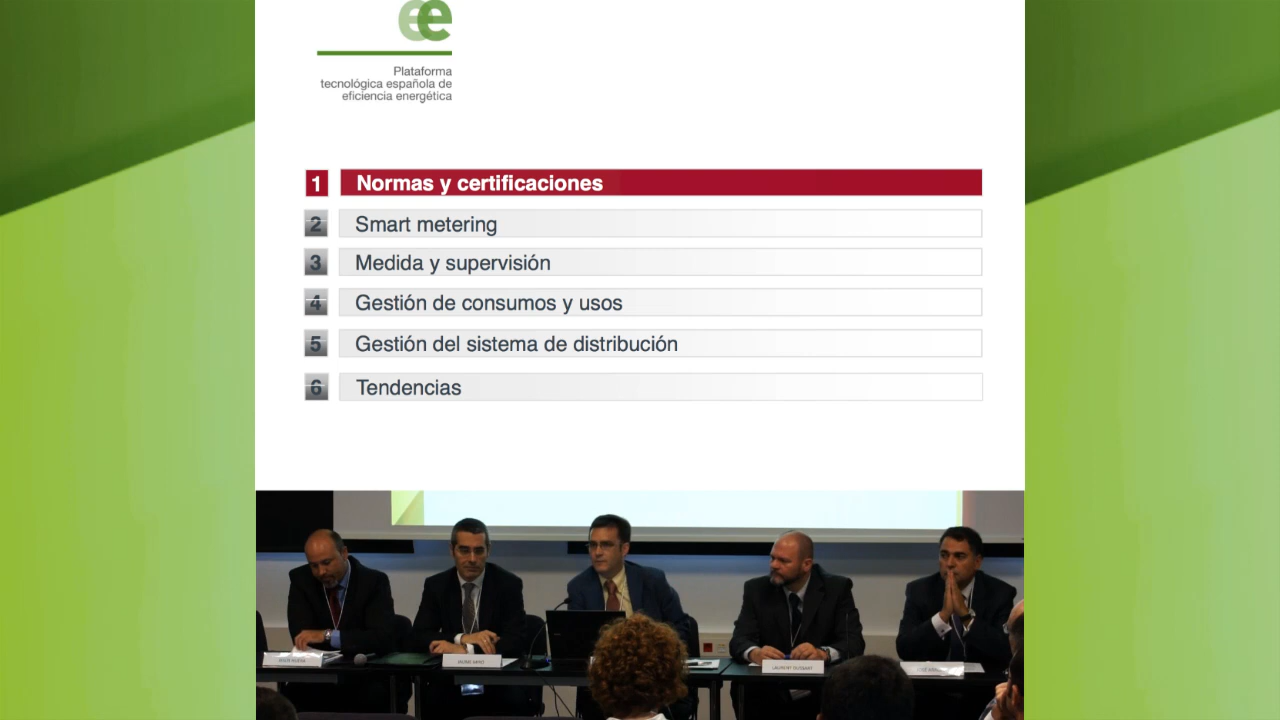 ee
Plataforma
tecnológica española de
eficiencia energética
1 Normas y certificaciones
2 Smart metering
3 Medida y supervisión
4 Gestión de consumos y usos
5 Gestión del sistema de distribución
6 Tendencias